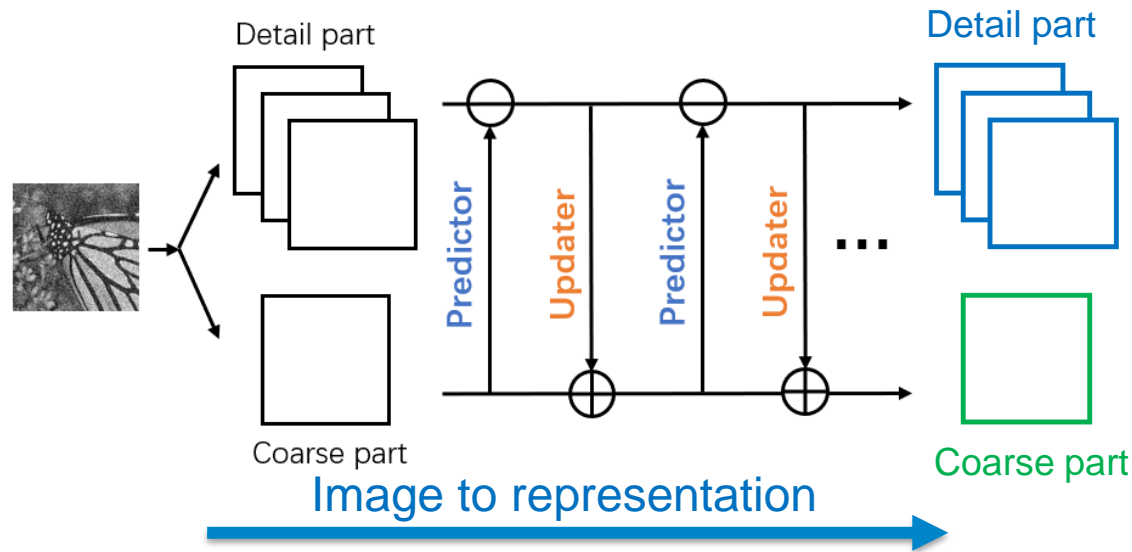 Detail part
Detail part
Predictor
Updater
Predictor
Updater
...
Coarse part
Coarse part
Image to representation